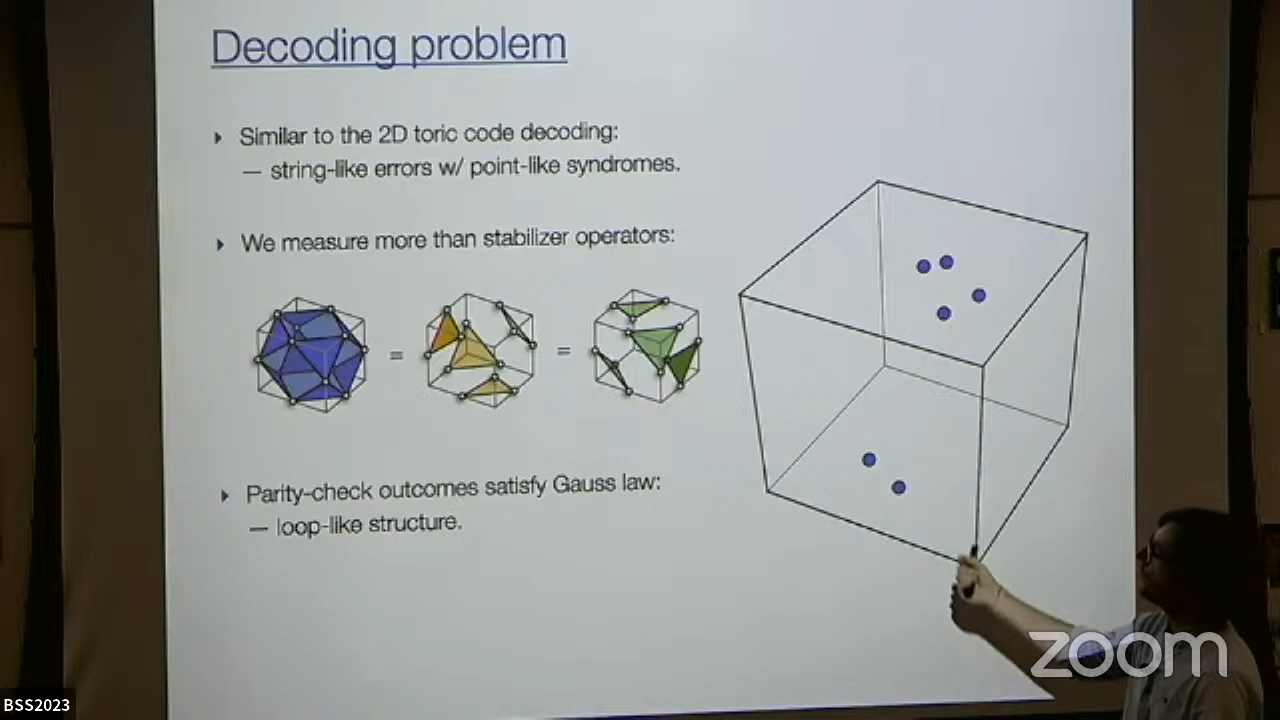 Decoding problem
Similar to the 2D toric code decoding:
— string-like errors w/ point-like syndromes.
We measure more than stabilizer operators:
= =
Parity-check outcomes satisfy Gauss law:
— loop-like structure.
zoom
BSS2023